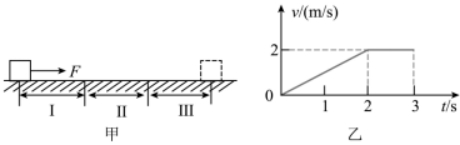 F
I II III
甲
v/(m/s)
2
0 1 2 3 t/s
乙